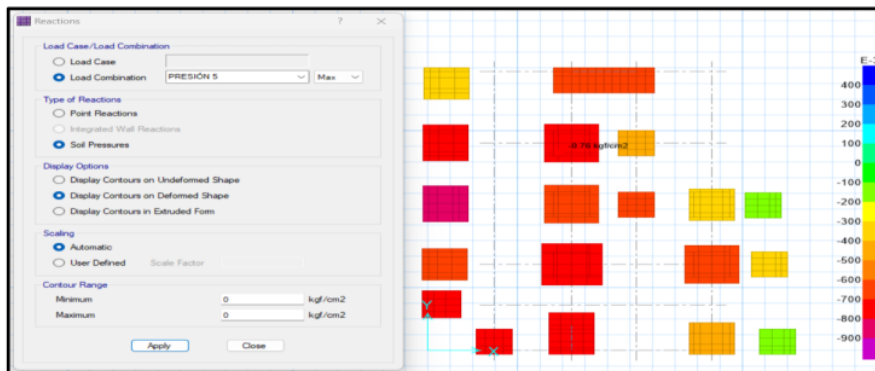 Reactions
Load Case/Load Combination
Load Case
Load Combination PRESIÓN 5 Max
Type of Reactions
Point Reactions
Integrated Wall Reactions
Soil Pressures
Display Options
Display Contours on Undeformed Shape
Display Contours on Deformed Shape
Display Contours in Extruded Form
Scaling
Automatic
User Defined Scale Factor
Contour Range
Minimum 0 kgf/cm2
Maximum 0 kgf/cm2
Apply Close
kgf/cm2
Y
X
400
300
200
100
0
-100
-200
-300
-400
-500
-600
-700
-800
-900